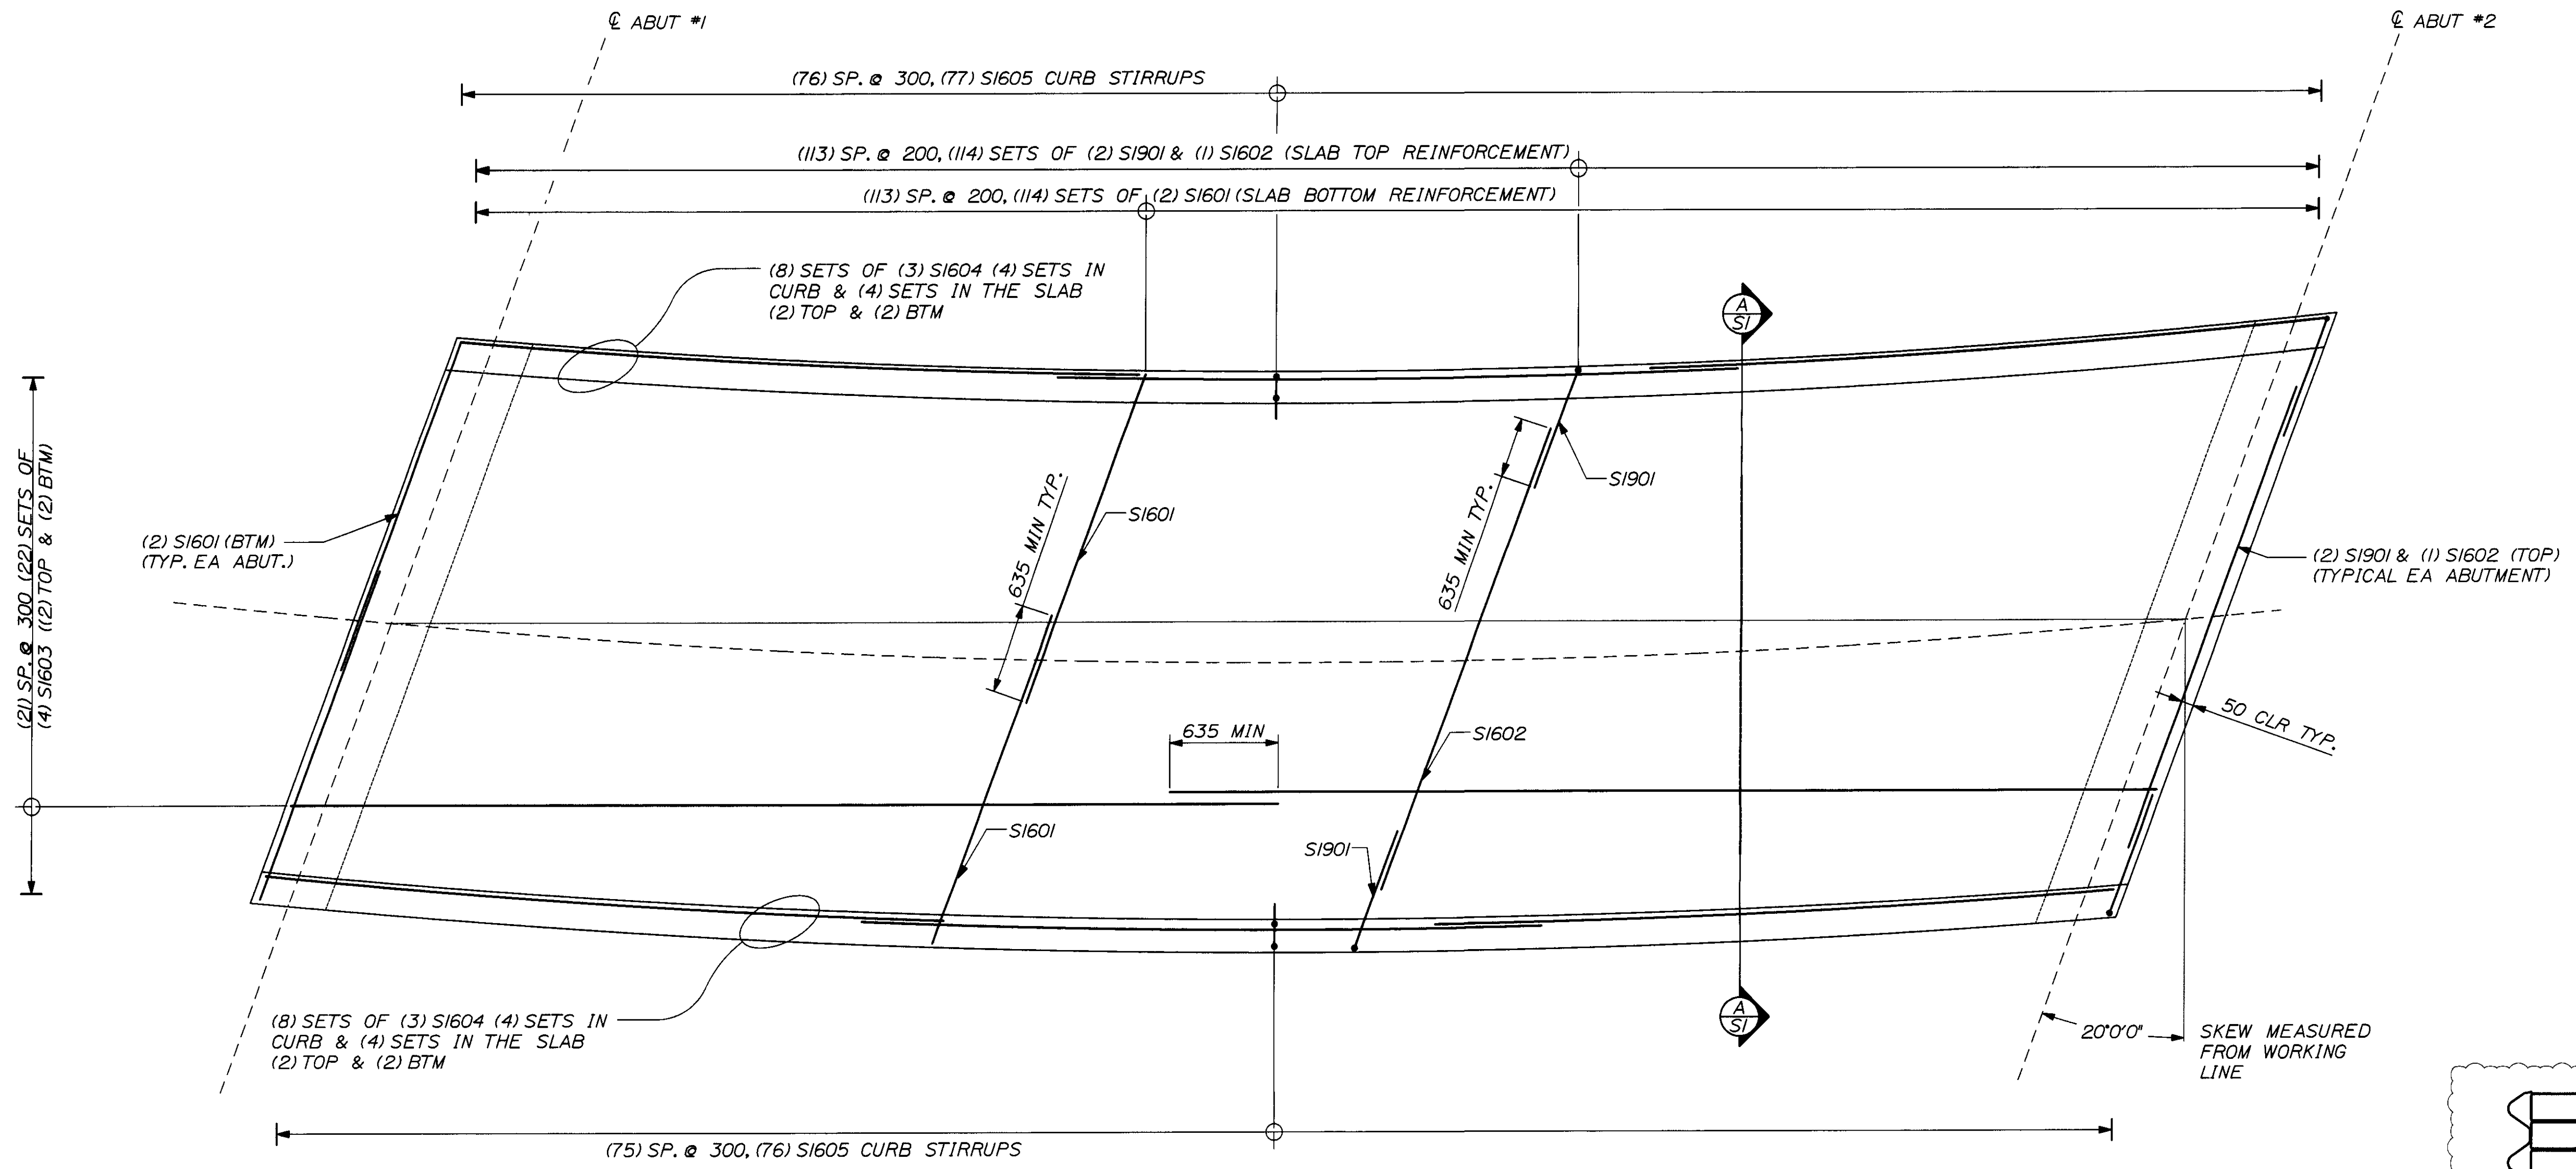 ℄ ABUT #1
℄ ABUT #2
(76) SP. @ 300, (77) S1605 CURB STIRRUPS
(113) SP. @ 200, (114) SETS OF (2) S1901 & (1) S1602 (SLAB TOP REINFORCEMENT)
(113) SP. @ 200, (114) SETS OF (2) S1601 (SLAB BOTTOM REINFORCEMENT)
(8) SETS OF (3) S1604 (4) SETS IN
CURB & (4) SETS IN THE SLAB
(2) TOP & (2) BTM
A
S1
(21) SP. @ 300 (22) SETS OF
(4) S1603 ((2) TOP & (2) BTM)
(2) S1601 (BTM)
(TYP. EA ABUT.)
635 MIN TYP.
S1601
635 MIN TYP.
S1901
(2) S1901 & (1) S1602 (TOP)
(TYPICAL EA ABUTMENT)
635 MIN
S1602
50 CLR TYP.
S1601
S1901
(8) SETS OF (3) S1604 (4) SETS IN
CURB & (4) SETS IN THE SLAB
(2) TOP & (2) BTM
A
S1
20°0'0"
SKEW MEASURED
FROM WORKING
LINE
(75) SP. @ 300, (76) S1605 CURB STIRRUPS